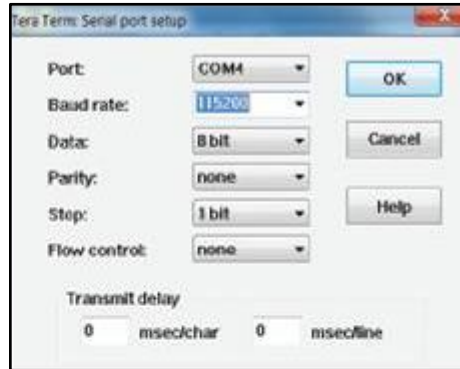 Tera Term: Serial port setup
Port: COM4
OK
Baud rate: 115200
Data: 8 bit
Cancel
Parity: none
Stop: 1 bit
Help
Flow control: none
Transmit delay
0 msec/char 0 msec/line